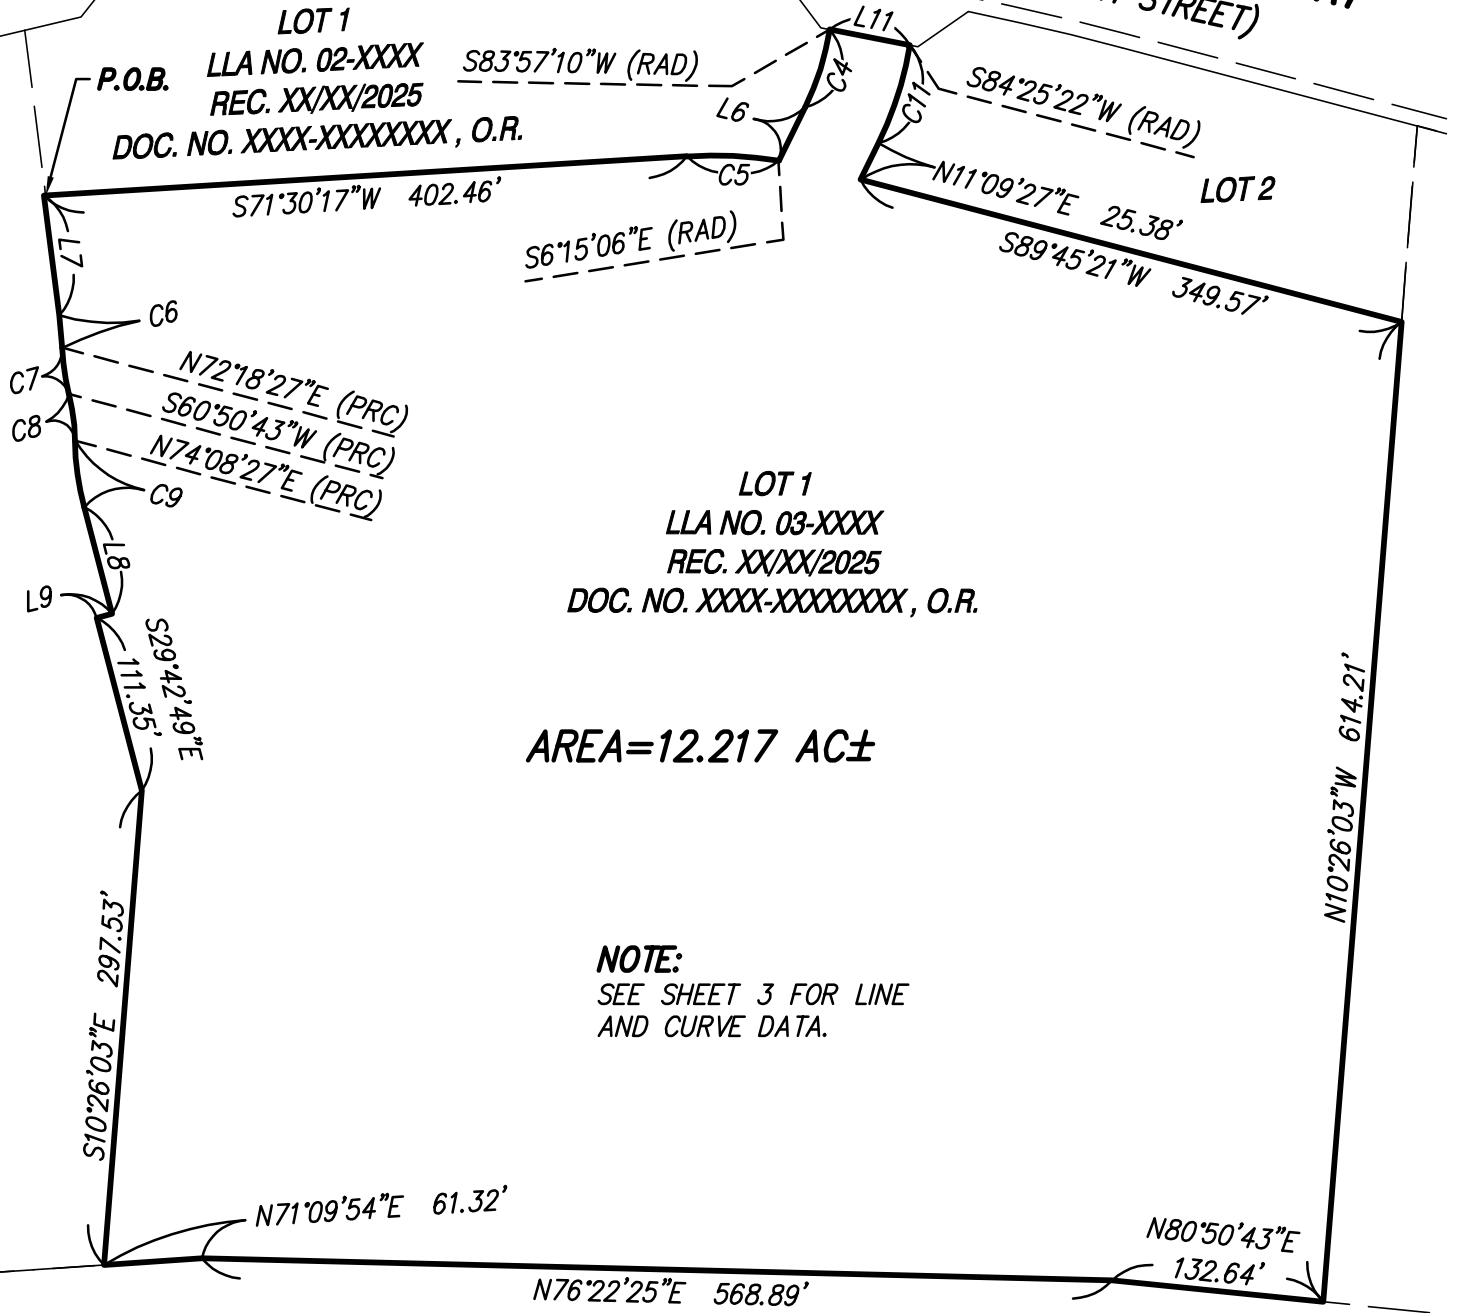 STREET)
LOT 1
LLA NO. 02-XXXX
REC. XX/XX/2025
DOC. NO. XXXX-XXXXXXXX , O.R.
P.O.B.
S83°57'10"W (RAD)
L11
C4
C11
L6
S84°25'22"W (RAD)
C5
LOT 2
N11°09'27"E 25.38'
S71°30'17"W 402.46'
S6°15'06"E (RAD)
S89°45'21"W 349.57'
L7
C6
C7
N72°18'27"E (PRC)
C8
S60°50'43"W (PRC)
N74°08'27"E (PRC)
C9
L8
L9
LOT 1
LLA NO. 03-XXXX
REC. XX/XX/2025
DOC. NO. XXXX-XXXXXXXX , O.R.
S29°42'49"E
111.35'
AREA=12.217 AC±
N10°26'03"W 614.21'
S10°26'03"E 297.53'
NOTE:
SEE SHEET 3 FOR LINE
AND CURVE DATA.
N71°09'54"E 61.32'
N80°50'43"E
132.64'
N76°22'25"E 568.89'